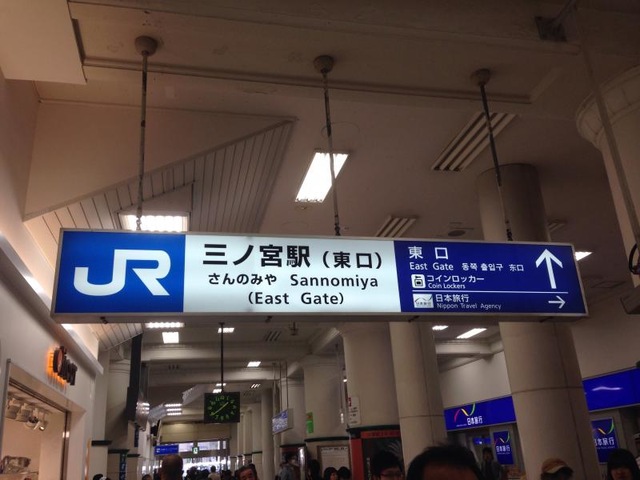 JR
三ノ宮駅（東口）
さんのみや Sannomiya
(East Gate)
東口
East Gate 동쪽 출입구 东口
コインロッカー
Coin Lockers
日本旅行
Nippon Travel Agency
日本旅行